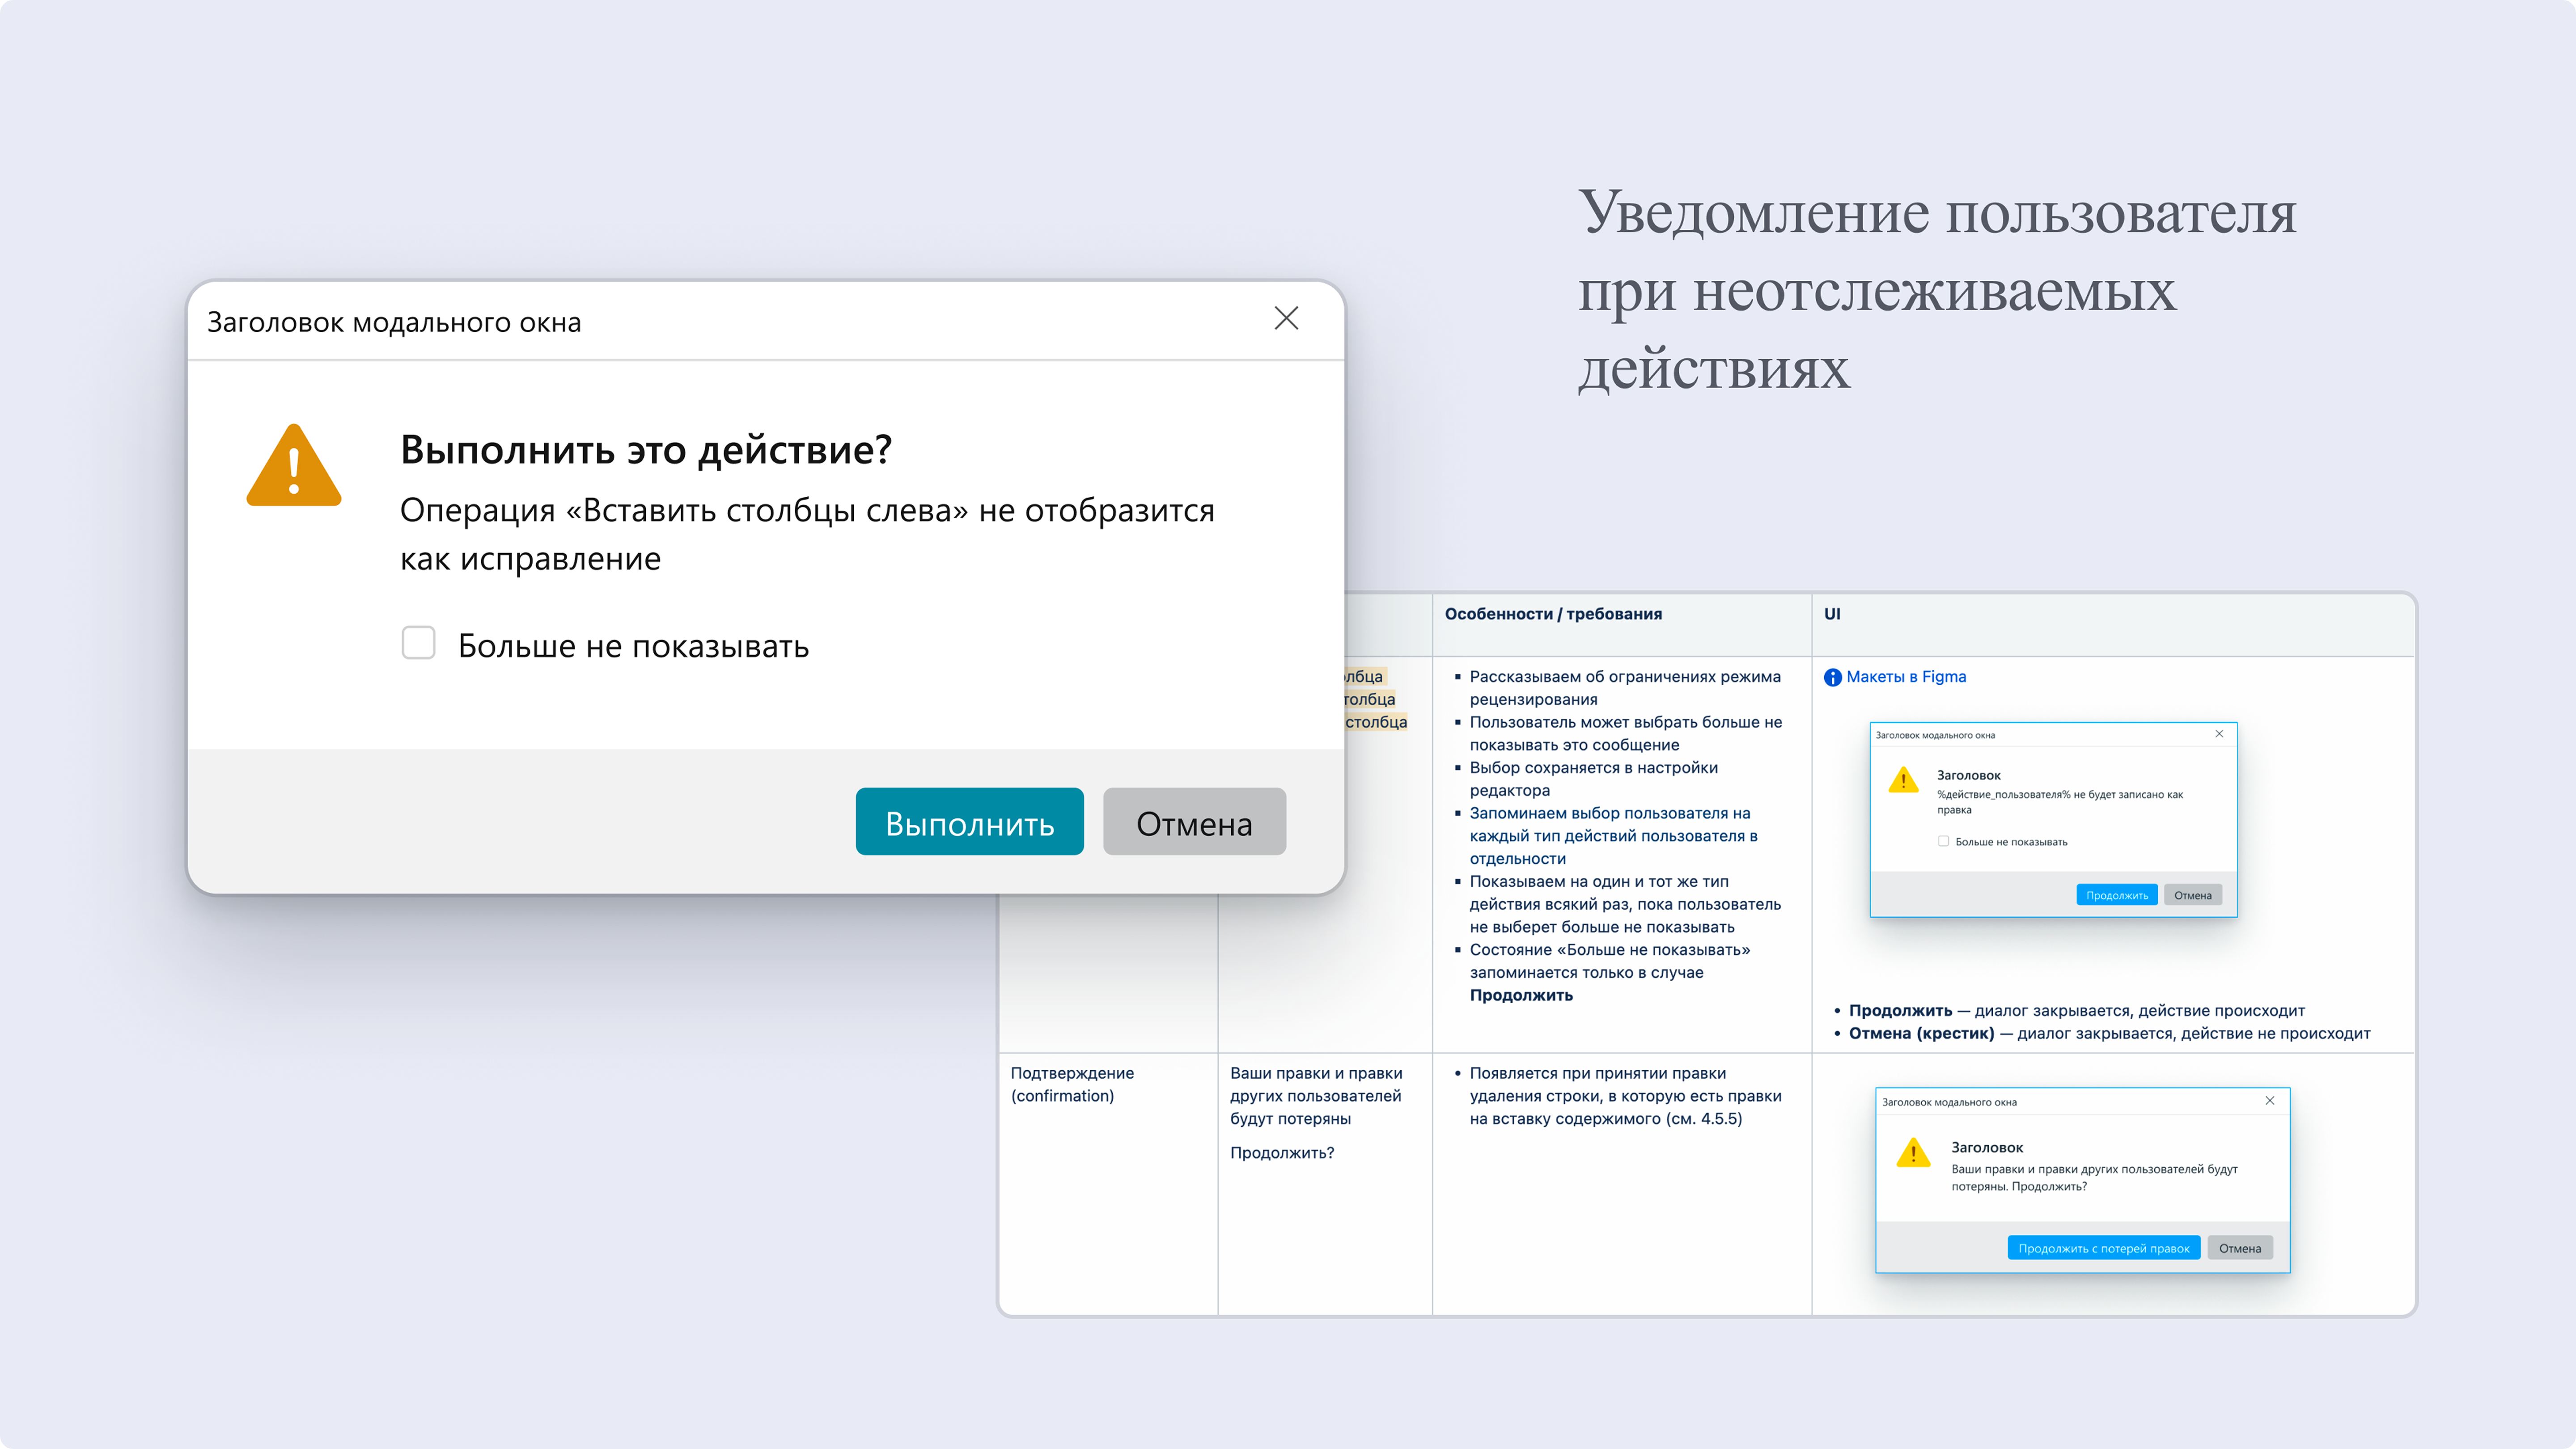 Уведомление пользователя
при неотслеживаемых
действиях
Заголовок модального окна
Выполнить это действие?
Операция «Вставить столбцы слева» не отобразится
как исправление
Больше не показывать
Выполнить
Отмена
Особенности / требования
UI
столбца
Рассказываем об ограничениях режима
рецензирования
Пользователь может выбрать больше не
показывать это сообщение
Выбор сохраняется в настройки
редактора
Запоминаем выбор пользователя на
каждый тип действий пользователя в
отдельности
Показываем на один и тот же тип
действия всякий раз, пока пользователь
не выберет больше не показывать
Состояние «Больше не показывать»
запоминается только в случае
Продолжить
Макеты в Figma
Заголовок модального окна
Заголовок
%действие_пользователя% не будет записано как
правка
Больше не показывать
Продолжить
Отмена
• Продолжить — диалог закрывается, действие происходит
• Отмена (крестик) — диалог закрывается, действие не происходит
Подтверждение
(confirmation)
Ваши правки и правки
других пользователей
будут потеряны
Продолжить?
• Появляется при принятии правки
удаления строки, в которую есть правки
на вставку содержимого (см. 4.5.5)
Заголовок модального окна
Заголовок
Ваши правки и правки других пользователей будут
потеряны. Продолжить?
Продолжить с потерей правок
Отмена